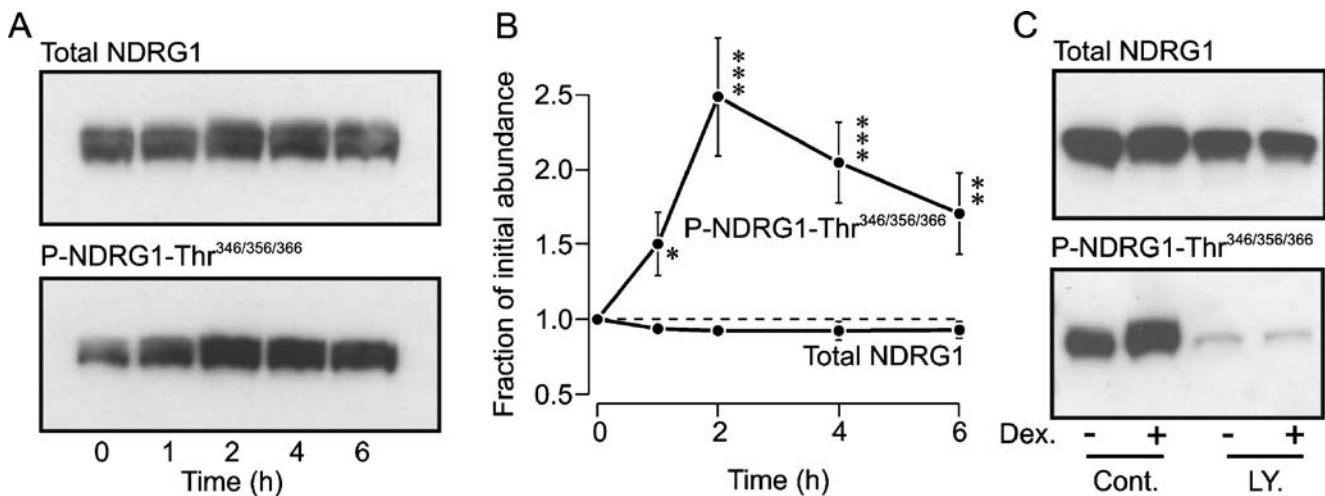 A
Total NDRG1
P-NDRG1-Thr346/356/366
0 1 2 4 6
Time (h)
B
Fraction of initial abundance
2.5
2.0
1.5
1.0
0.5
***
***
**
*
P-NDRG1-Thr346/356/366
Total NDRG1
0 2 4 6
Time (h)
C
Total NDRG1
P-NDRG1-Thr346/356/366
Dex. - + - +
Cont. LY.